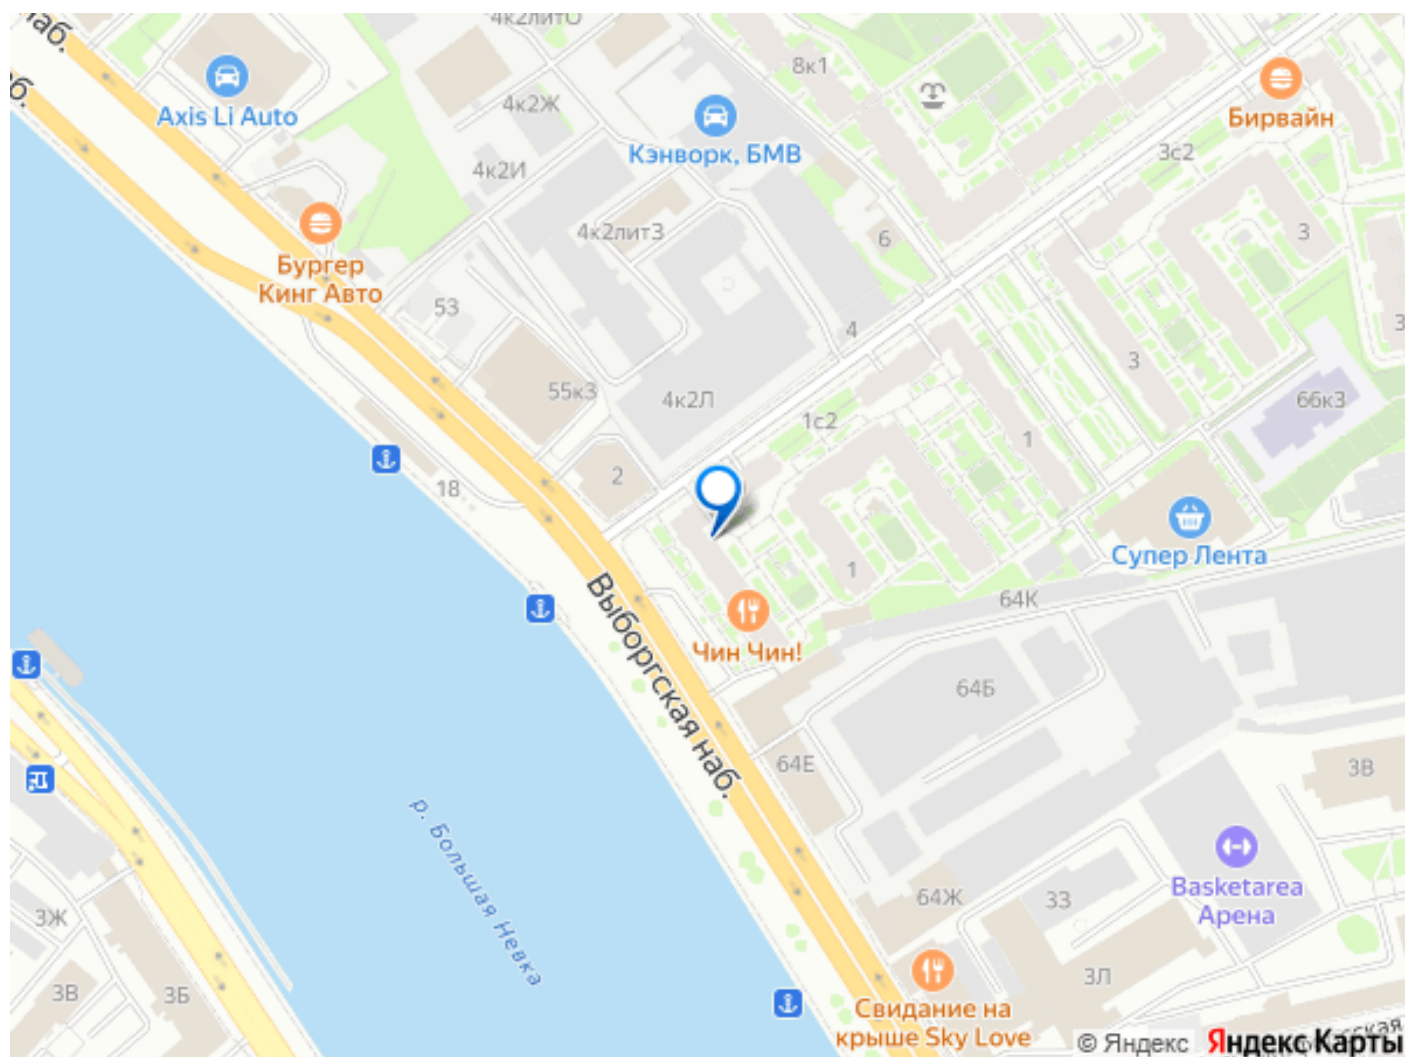 наб.
4к2литО
8к1
Axis Li Auto
4к2Ж
Кэнворк, БМВ
Бирвайн
3с2
4к2И
4к2лит3
6
3
Бургер
Кинг Авто
53
4
3
55к3
4к2Л
1с2
66к3
1
2
18
Супер Лента
1
64К
Выборгская наб.
Чин Чин!
64Б
64Е
3В
р. Большая Невка
Basketarea
Арена
3Ж
64Ж
33
3В
3Б
3Л
Свидание на
крыше Sky Love
© Яндекс Яндекс Карты